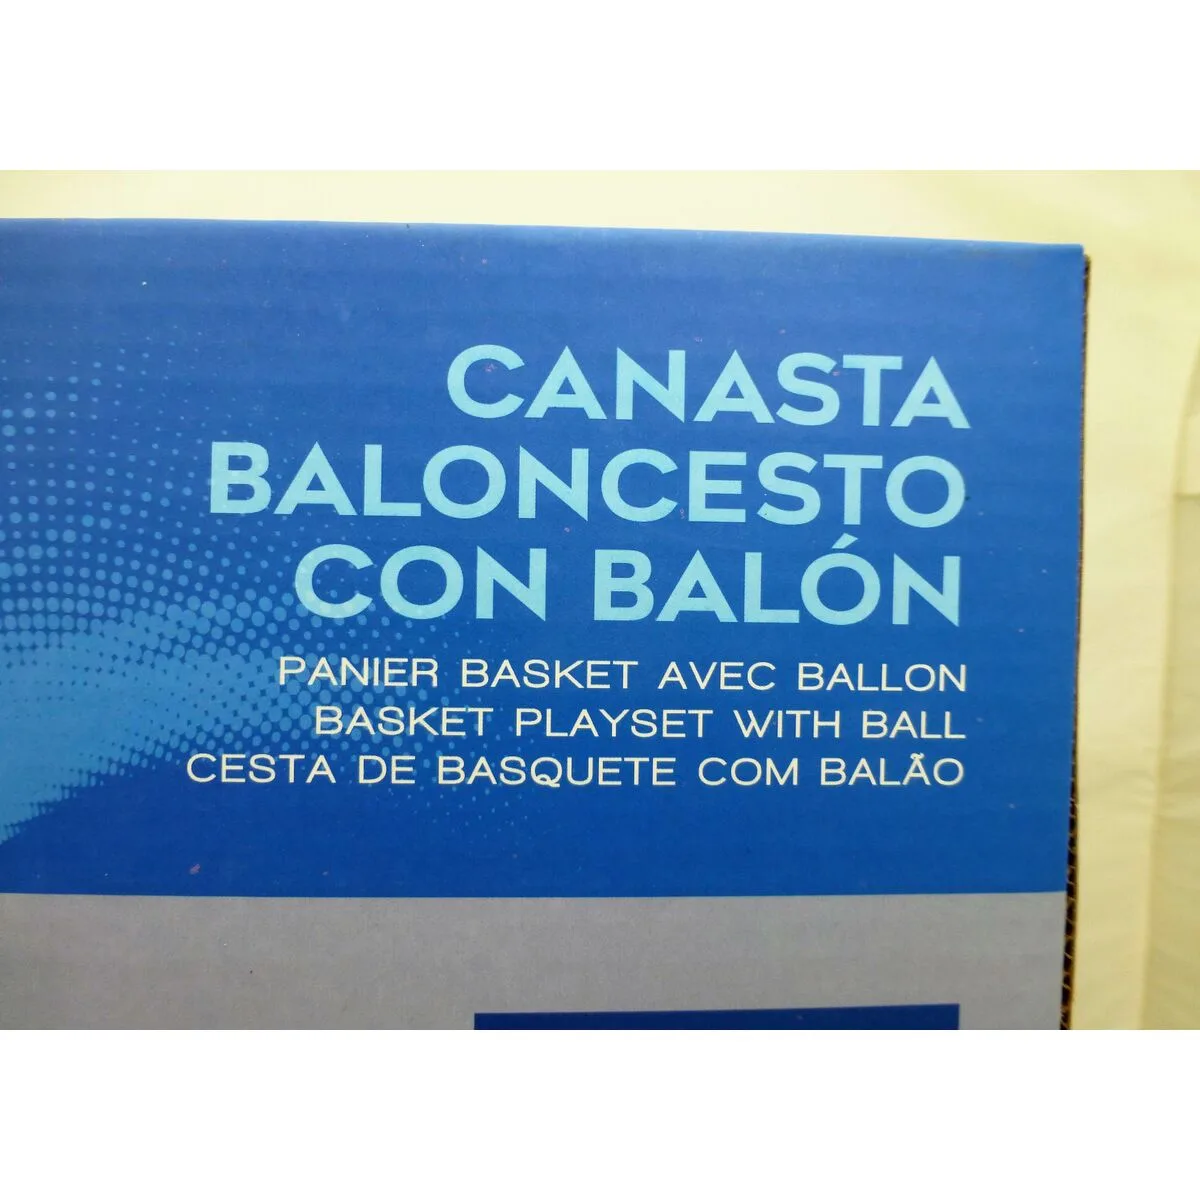 CANASTA
BALONCESTO
CON BALÓN
PANIER BASKET AVEC BALLON
BASKET PLAYSET WITH BALL
CESTA DE BASQUETE COM BALÃO